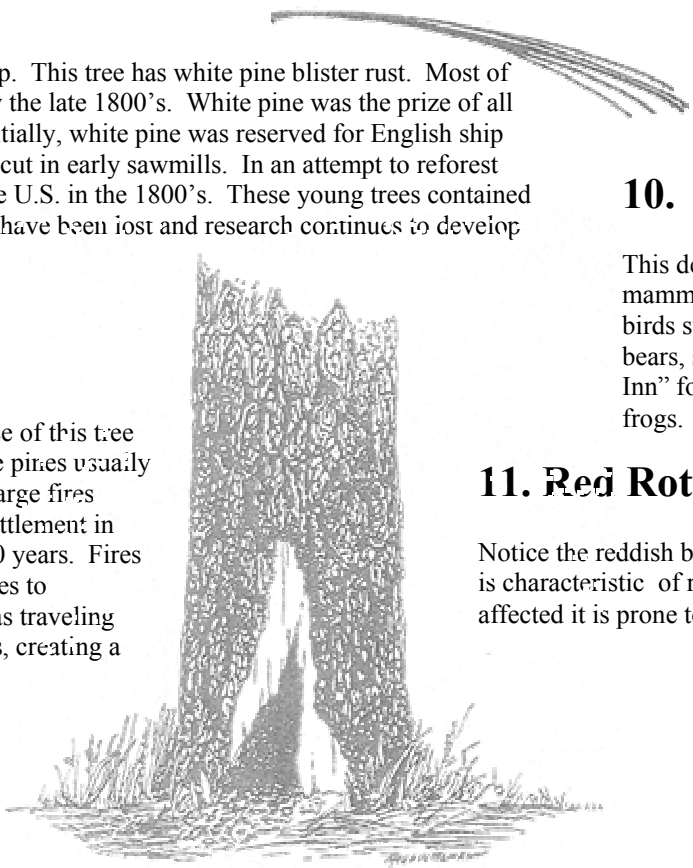 p. This tree has white pine blister rust. Most of
the late 1800's. White pine was the prize of all
tially, white pine was reserved for English ship
cut in early sawmills. In an attempt to reforest
e U.S. in the 1800's. These young trees contained
have been lost and research continues to develop
e of this tree
e pines usually
arge fires
ttlement in
0 years. Fires
es to
as traveling
s, creating a
10.
This de
mamm
birds s
bears,
Inn" fo
frogs.
11. Red Rot
Notice the reddish b
is characteristic of
affected it is prone t